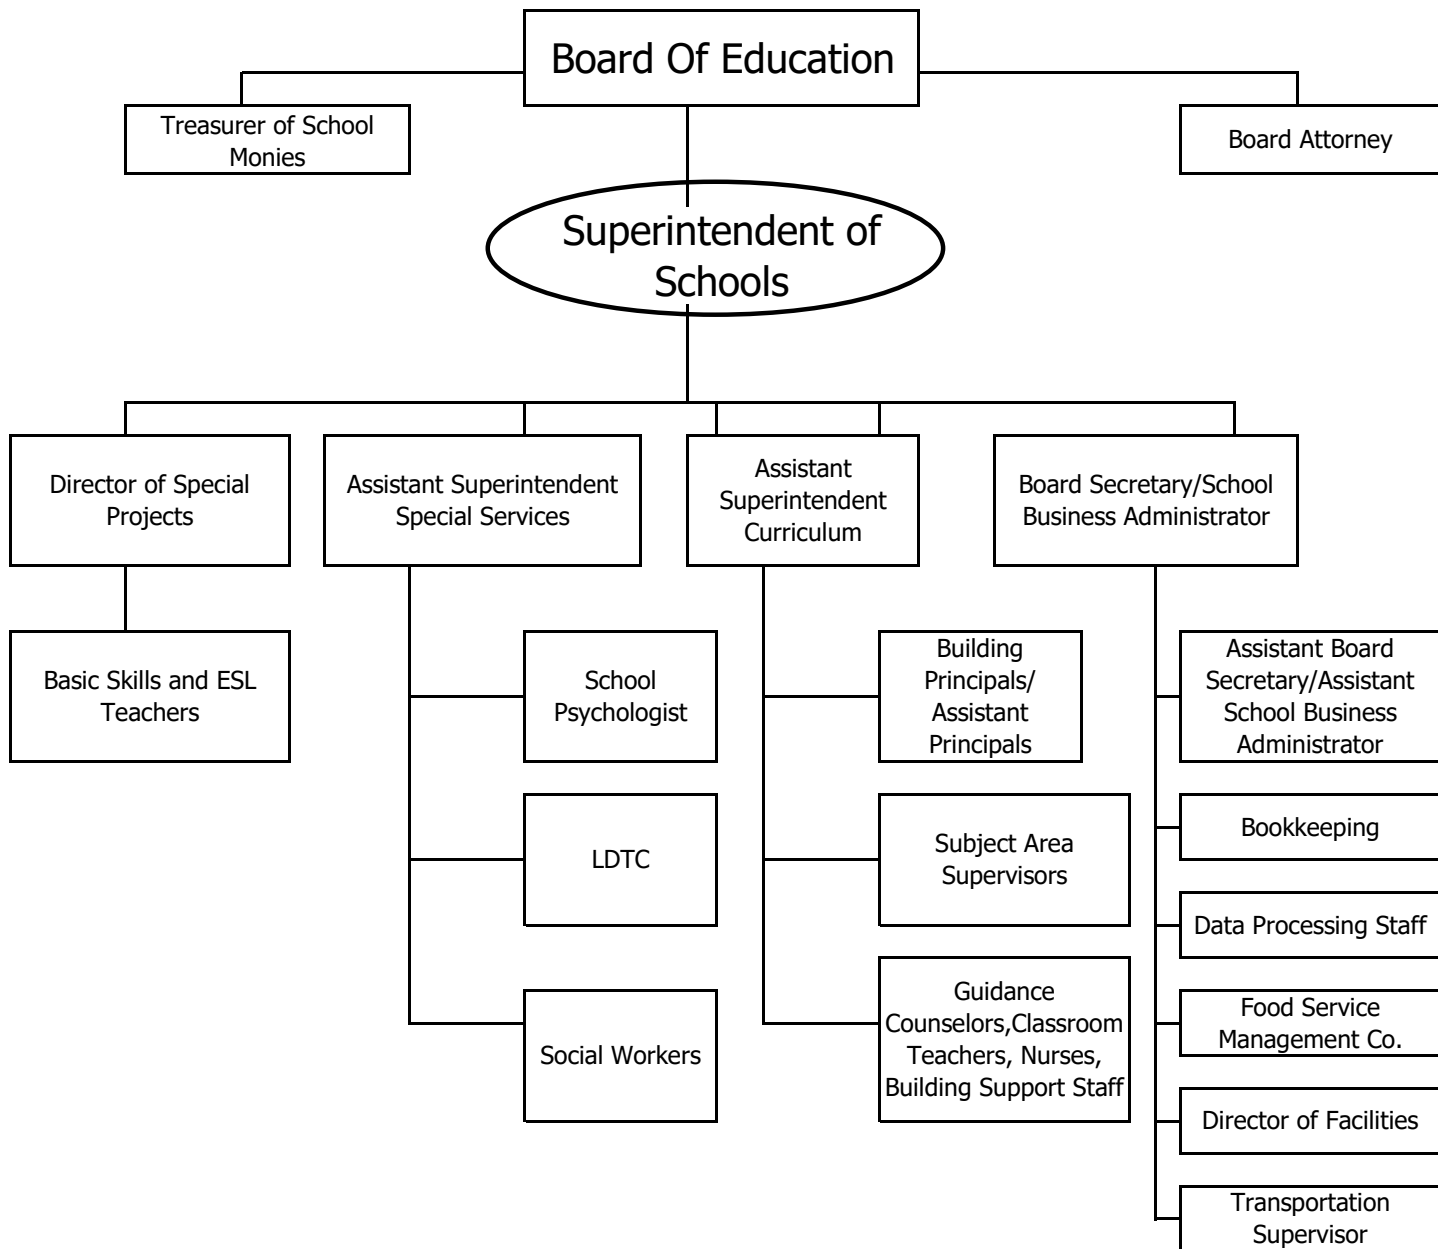 Board Of Education
Treasurer of School
Monies
Board Attorney
Superintendent of
Schools
Director of Special
Projects
Assistant Superintendent
Special Services
Assistant
Superintendent
Curriculum
Board Secretary/School
Business Administrator
Basic Skills and ESL
Teachers
School
Psychologist
LDTC
Social Workers
Building
Principals/
Assistant
Principals
Subject Area
Supervisors
Guidance
Counselors,Classroom
Teachers, Nurses,
Building Support Staff
Assistant Board
Secretary/Assistant
School Business
Administrator
Bookkeeping
Data Processing Staff
Food Service
Management Co.
Director of Facilities
Transportation
Supervisor